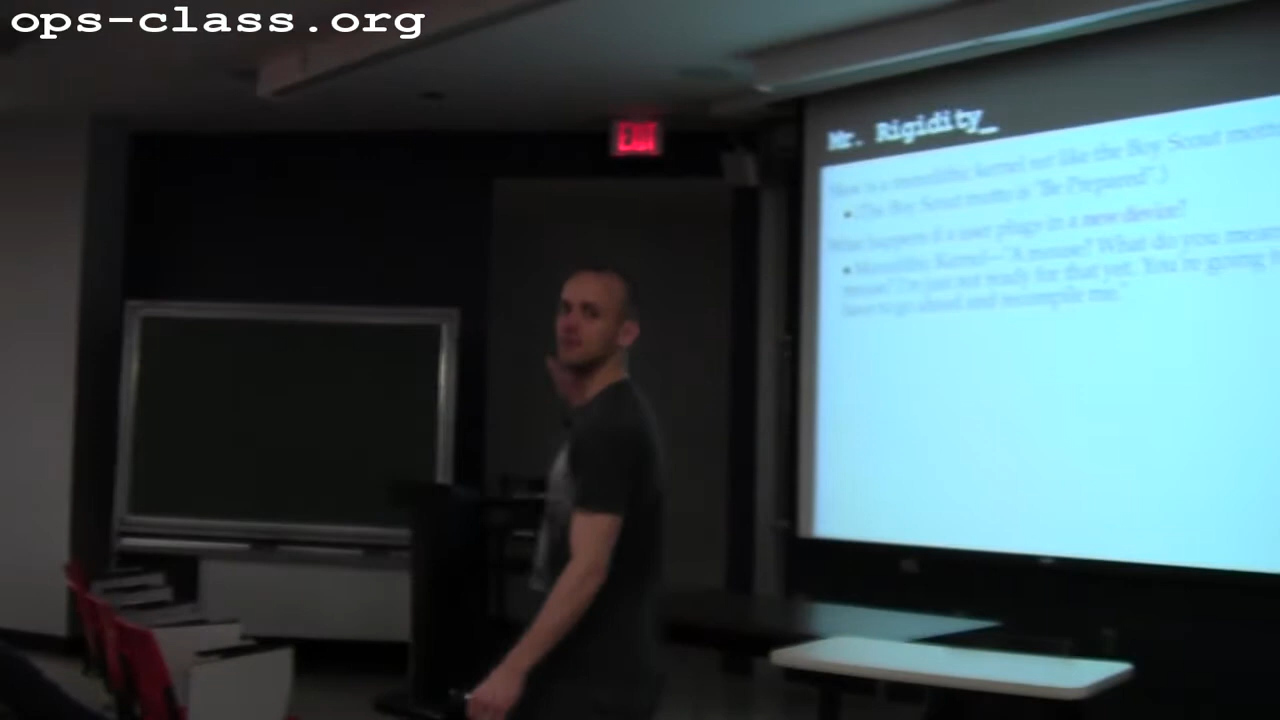 ops-class.org
EXIT
Mr. Rigidity_
How is a monolithic kernel not like the Boy Scout motto
(The Boy Scout motto is "Be Prepared".)
What happens if a user plugs in a new device?
Monolithic Kernel—"A mouse? What do you mean
mouse? I'm just not ready for that yet. You're going
have to go ahead and recompile me."